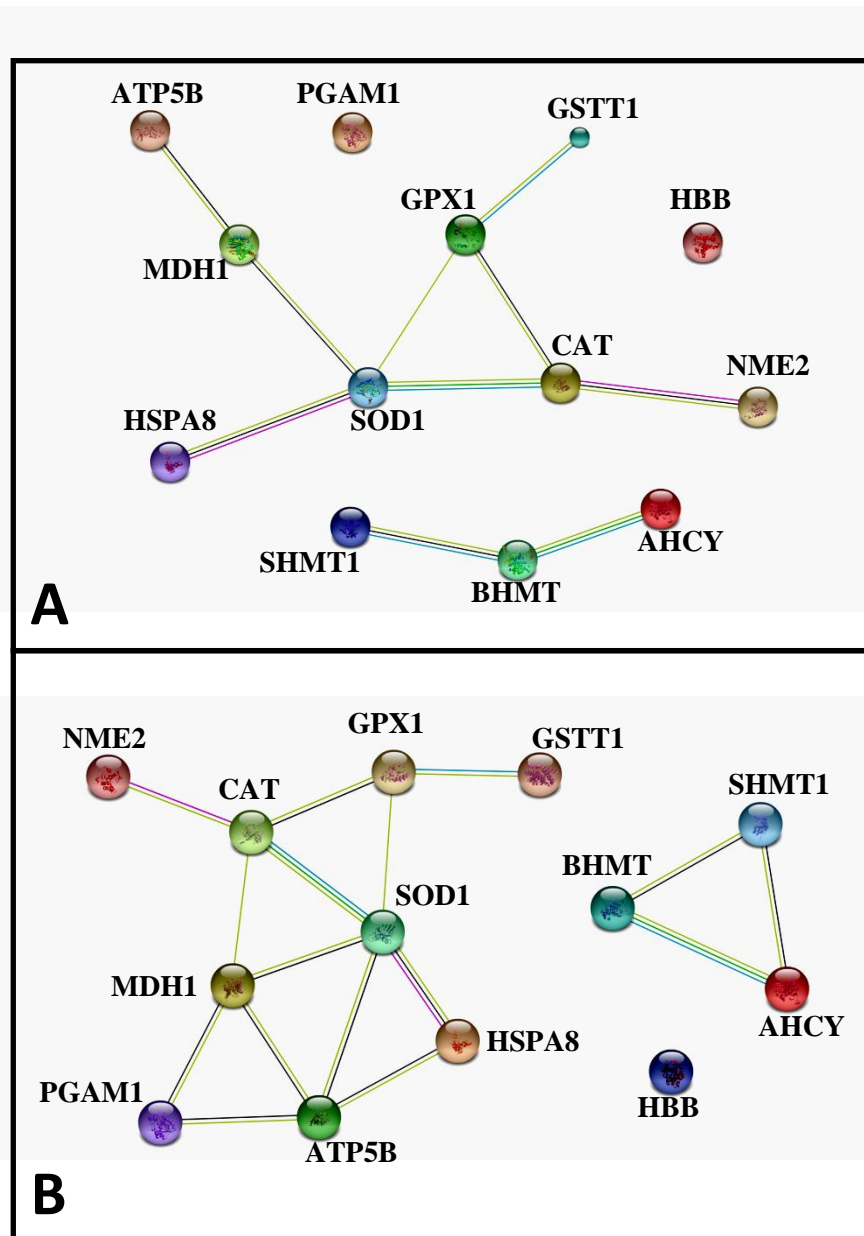 ATP5B
PGAM1
GSTT1
GPX1
HBB
MDH1
CAT
NME2
HSPA8
SOD1
SHMT1
AHCY
BHMT
A
NME2
GPX1
GSTT1
CAT
SHMT1
BHMT
SOD1
MDH1
AHCY
HSPA8
PGAM1
HBB
ATP5B
B